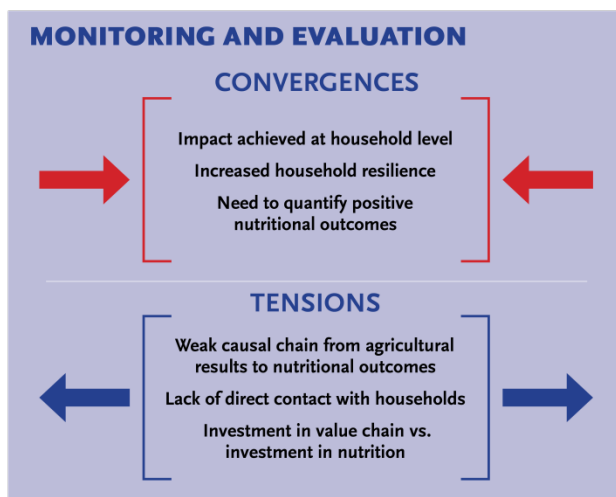 MONITORING AND EVALUATION
CONVERGENCES
Impact achieved at household level
Increased household resilience
Need to quantify positive
nutritional outcomes
TENSIONS
Weak causal chain from agricultural
results to nutritional outcomes
Lack of direct contact with households
Investment in value chain vs.
investment in nutrition